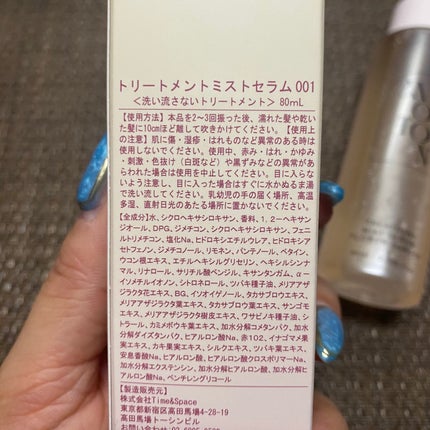 トリートメントミストセラム 001
<洗い流さないトリートメント> 80mL
【使用方法】本品を2〜3回振った後、濡れた髪や乾い
た髪に10cmほど離して吹きかけてください。【使用上
の注意】肌に傷・湿疹・はれものなど異常のある時は
使用しないでください。使用中、赤み・はれ・かゆみ
・刺激・色抜け(白斑など)や黒ずみなどの異常があ
らわれた場合は使用を中止してください。目に入らな
いよう注意し、目に入った場合はすぐに水かぬるま湯
で洗い流してください。乳幼児の手の届く場所、高温
多湿、直射日光のあたる場所に置かないでください。
【全成分】水、シクロヘキサシロキサン、香料、1,2-ヘキサン
ジオール、DPG、ジメチコン、シクロペンタシロキサン、フェニ
ルトリメチコン、塩化Na、ヒドロキシエチルウレア、ヒドロキシア
セトフェノン、ジメチコノール、リモネン、パンテノール、ベタイン、
ウコン根エキス、エチルヘキシルグリセリン、ヘキシルシンナ
マル、リナロール、サリチル酸ベンジル、キサンタンガム、α-
イソメチルイオノン、シトロネロール、ツバキ種子油、メリアアザ
ジラクタ花エキス、BG、イソオイゲノール、タカサブロウエキス、
メリアアザジラクタ葉エキス、タカサブロウ葉エキス、サンゴモ
エキス、メリアアザジラクタ樹皮エキス、ワサビノキ種子油、シ
トラール、カミメボウキ葉エキス、加水分解コメタンパク、加水
分解ダイズタンパク、ヒアルロン酸Na、赤102、イナゴマメ果
実エキス、カキ果実エキス、シルクエキス、ツバキ葉エキス、
安息香酸Na、ヒアルロン酸、ヒアルロン酸クロスポリマーNa、
加水分解エクステンシン、加水分解ヒアルロン酸、加水分解ヒ
アルロン酸Na、ペンチレングリコール
【製造販売元】
株式会社Time&Space
東京都新宿区高田馬場4-28-19
高田馬場トーシンビル